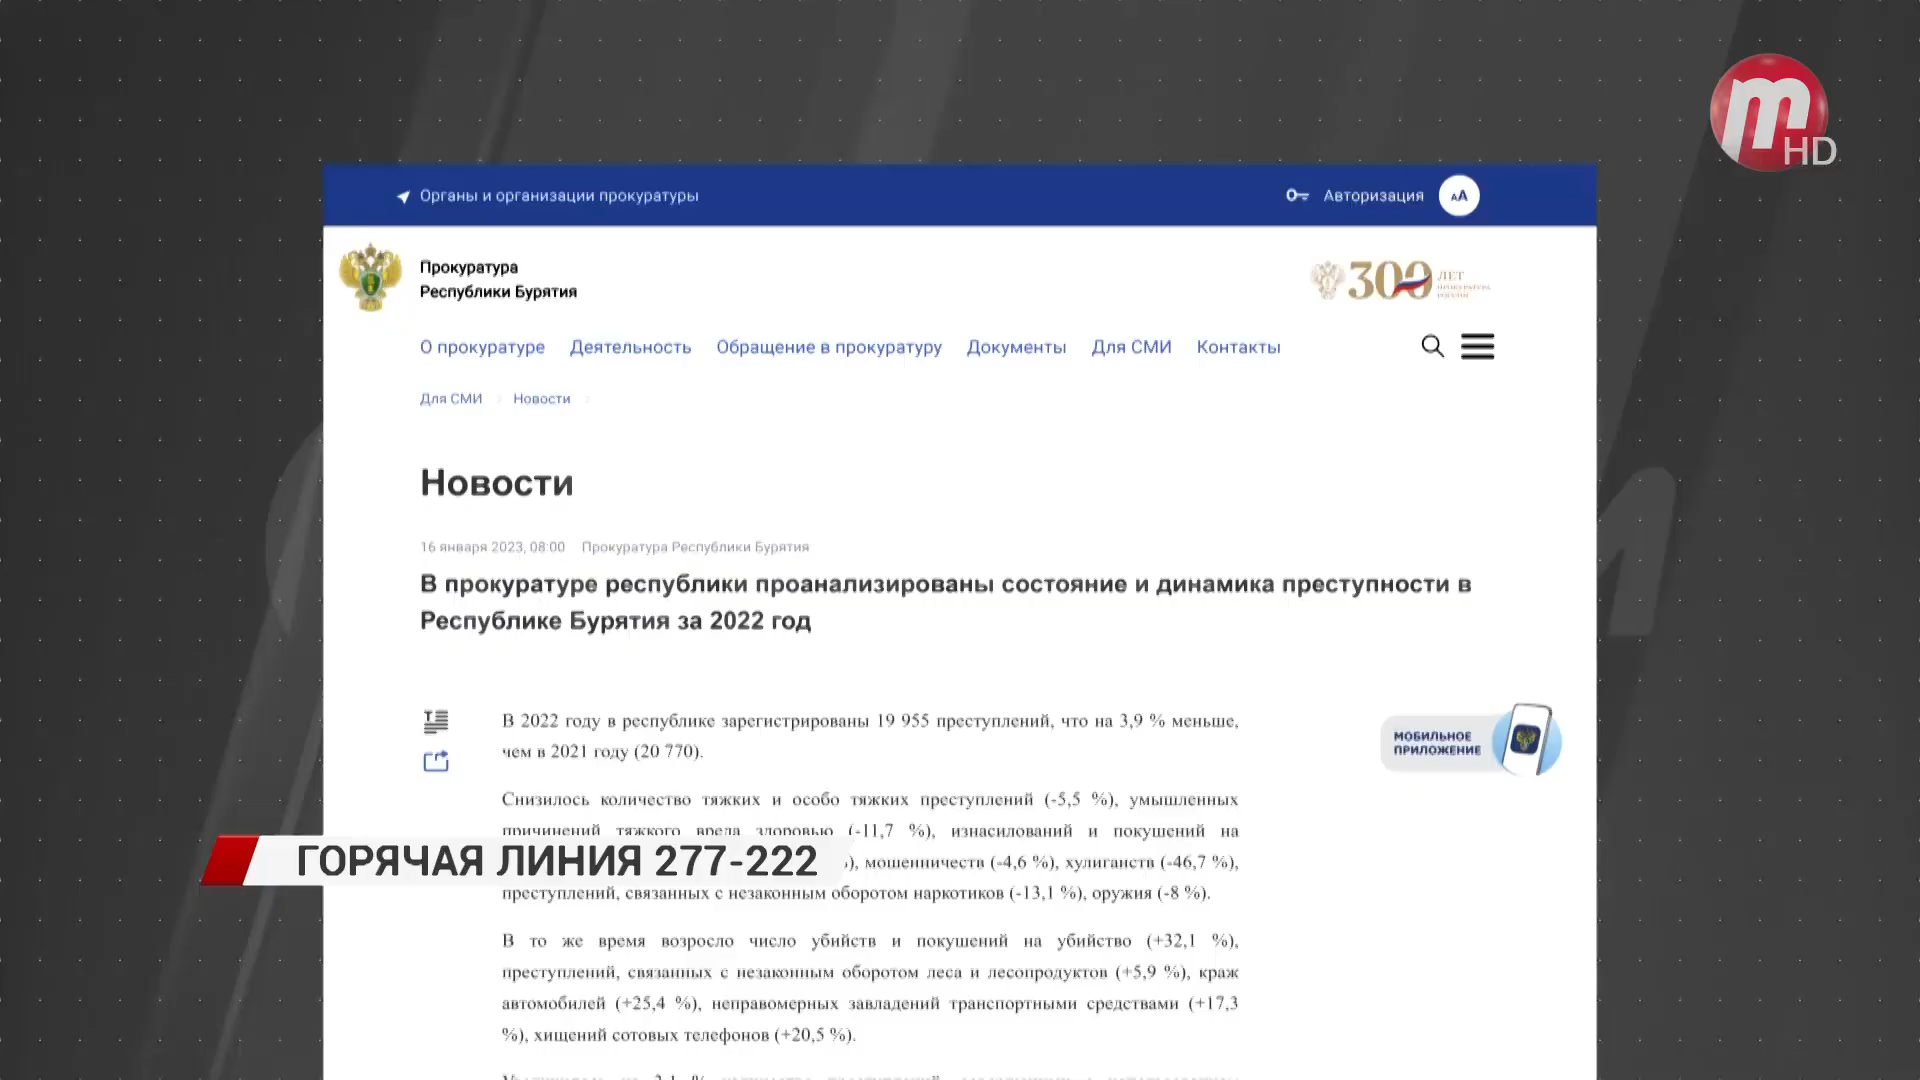 m HD
Органы и организации прокуратуры
Авторизация
АА
Прокуратура
Республики Бурятия
300 ЛЕТ
ПРОКУРАТУРА
РОССИИ
О прокуратуре Деятельность Обращение в прокуратуру Документы Для СМИ Контакты
Для СМИ Новости
Новости
16 января 2023, 08:00 Прокуратура Республики Бурятия
В прокуратуре республики проанализированы состояние и динамика преступности в
Республике Бурятия за 2022 год
В 2022 году в республике зарегистрированы 19 955 преступлений, что на 3,9 % меньше,
чем в 2021 году (20 770).
МОБИЛЬНОЕ
ПРИЛОЖЕНИЕ
Снизилось количество тяжких и особо тяжких преступлений (-5,5 %), умышленных
причинений тяжкого вреда здоровью (-11,7 %), изнасилований и покушений на
), мошенничеств (-4,6 %), хулиганств (-46,7 %),
ГОРЯЧАЯ ЛИНИЯ 277-222
преступлений, связанных с незаконным оборотом наркотиков (-13,1 %), оружия (-8 %).
В то же время возросло число убийств и покушений на убийство (+32,1 %),
преступлений, связанных с незаконным оборотом леса и лесопродуктов (+5,9 %), краж
автомобилей (+25,4 %), неправомерных завладений транспортными средствами (+17,3
%), хищений сотовых телефонов (+20,5 %).